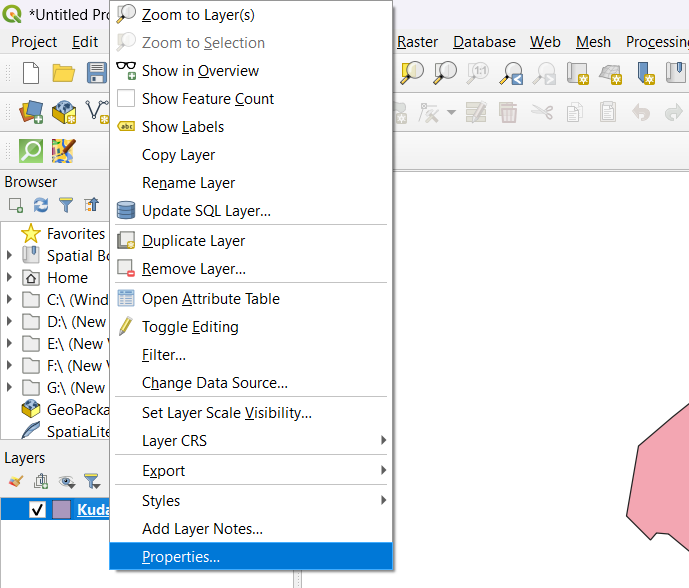 *Untitled Pro
Project Edit
Raster Database Web Mesh Processing
Zoom to Layer(s)
Zoom to Selection
Show in Overview
Show Feature Count
abc Show Labels
Copy Layer
Rename Layer
Update SQL Layer...
Duplicate Layer
Remove Layer...
Open Attribute Table
Toggle Editing
Filter...
Change Data Source...
Set Layer Scale Visibility...
Layer CRS
Export
Styles
Add Layer Notes...
Properties...
1:1
Browser
Favorites
Spatial Bo
Home
C:\ (Wind
D:\ (New
E:\ (New V
F:\ (New V
G:\ (New
GeoPacka
SpatiaLite
Layers
Kuda